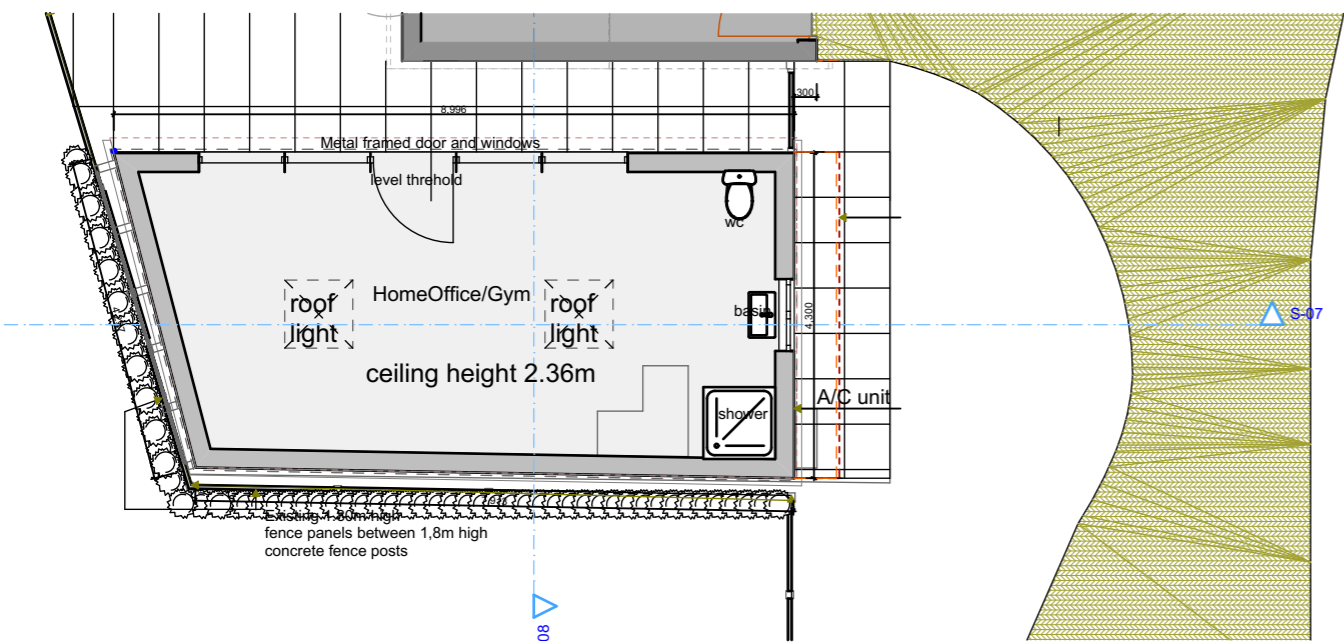 300
8,996
Metal framed door and windows
level threhold
wc
roof
light
HomeOffice/Gym
roof
light
basin
4,300
S-07
ceiling height 2.36m
A/C unit
shower
Existing 1.80m high
fence panels between 1,8m high
concrete fence posts
08